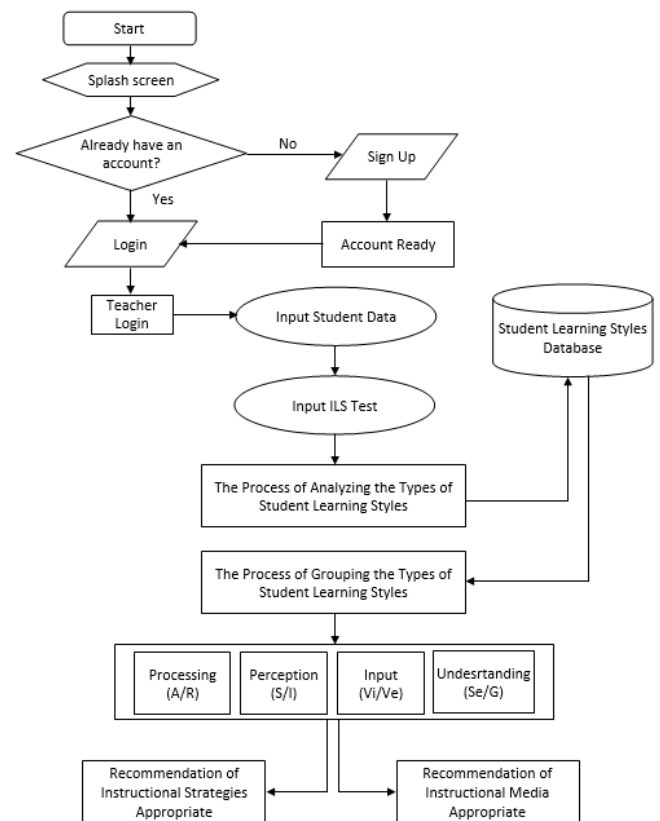 Start
Splash screen
Already have an
account?
No
Sign Up
Yes
Login
Account Ready
Teacher
Login
Input Student Data
Student Learning Styles
Database
Input ILS Test
The Process of Analyzing the Types of
Student Learning Styles
The Process of Grouping the Types of
Student Learning Styles
Processing
(A/R)
Perception
(S/I)
Input
(Vi/Ve)
Undesrtanding
(Se/G)
Recommendation of
Instructional Strategies
Appropriate
Recommendation of
Instructional Media
Appropriate